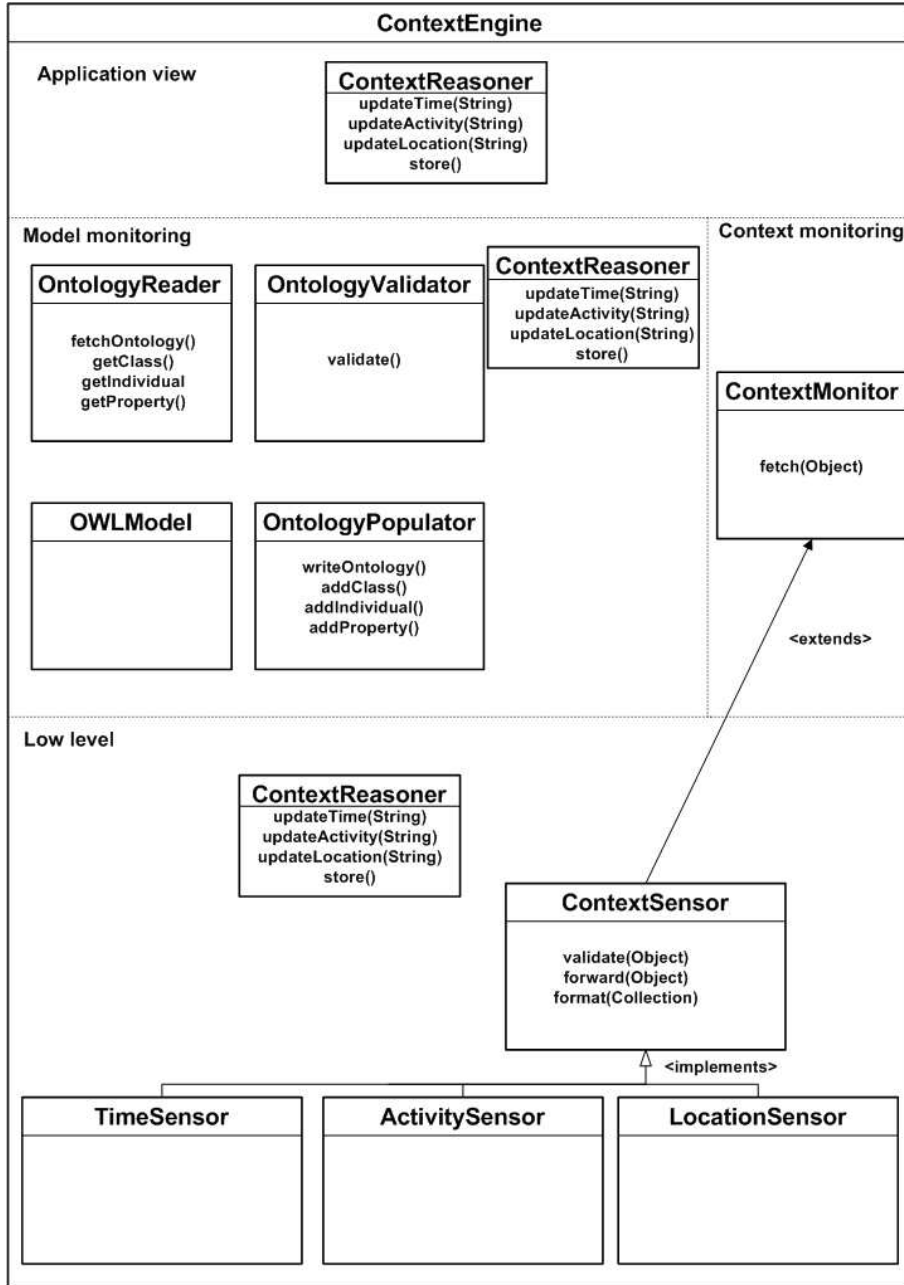 ContextEngine
Application view
ContextReasoner
updateTime(String)
updateActivity(String)
updateLocation(String)
store()
Model monitoring
Context monitoring
OntologyReader
fetchOntology()
getClass()
getIndividual
getProperty()
OntologyValidator
validate()
ContextReasoner
updateTime(String)
updateActivity(String)
updateLocation(String)
store()
ContextMonitor
fetch(Object)
OWLModel
OntologyPopulator
writeOntology()
addClass()
addIndividual()
addProperty()
<extends>
Low level
ContextReasoner
updateTime(String)
updateActivity(String)
updateLocation(String)
store()
ContextSensor
validate(Object)
forward(Object)
format(Collection)
<implements>
TimeSensor
ActivitySensor
LocationSensor